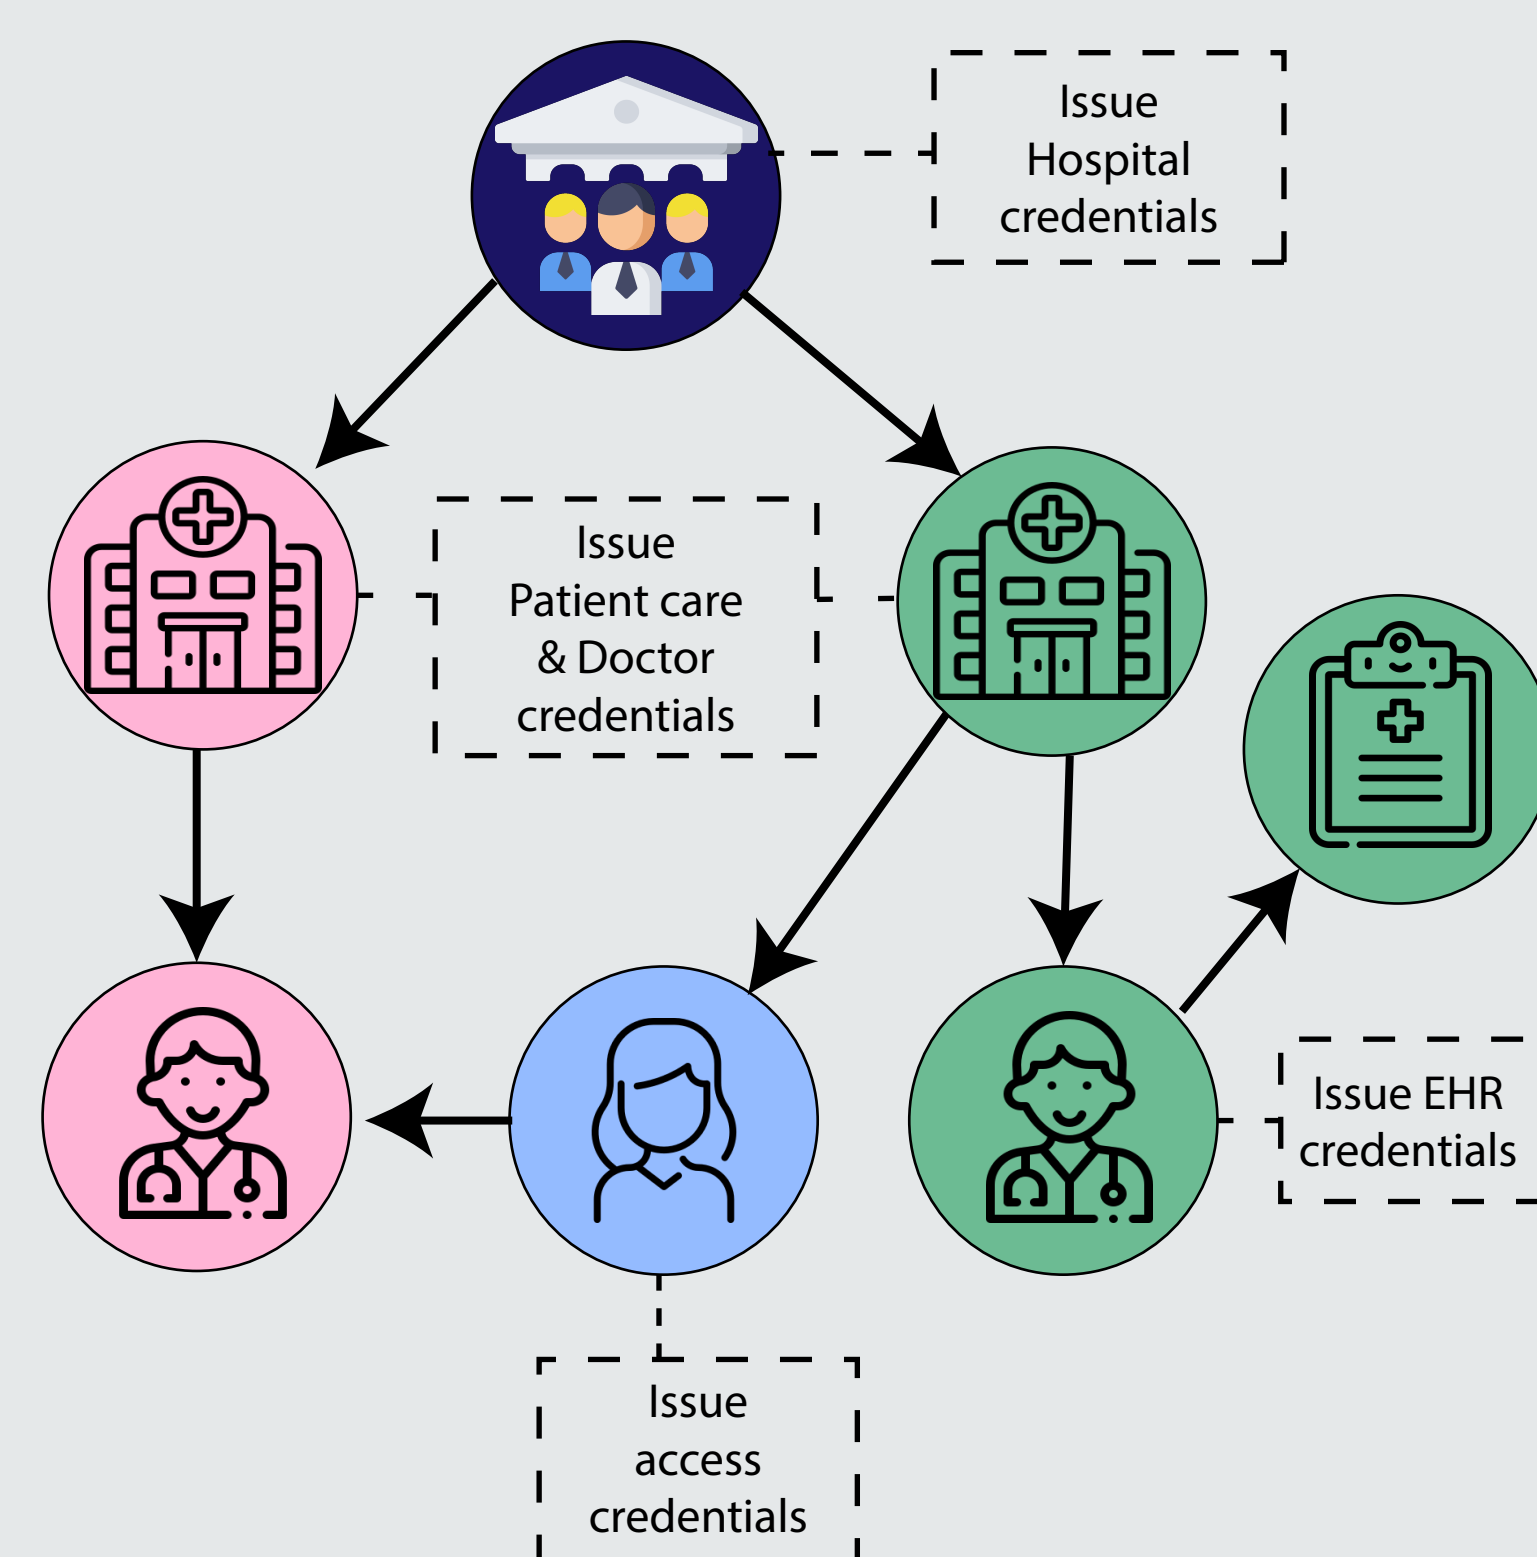 Issue
Hospital
credentials
Issue
Patient care
& Doctor
credentials
Issue EHR
credentials
Issue
access
credentials